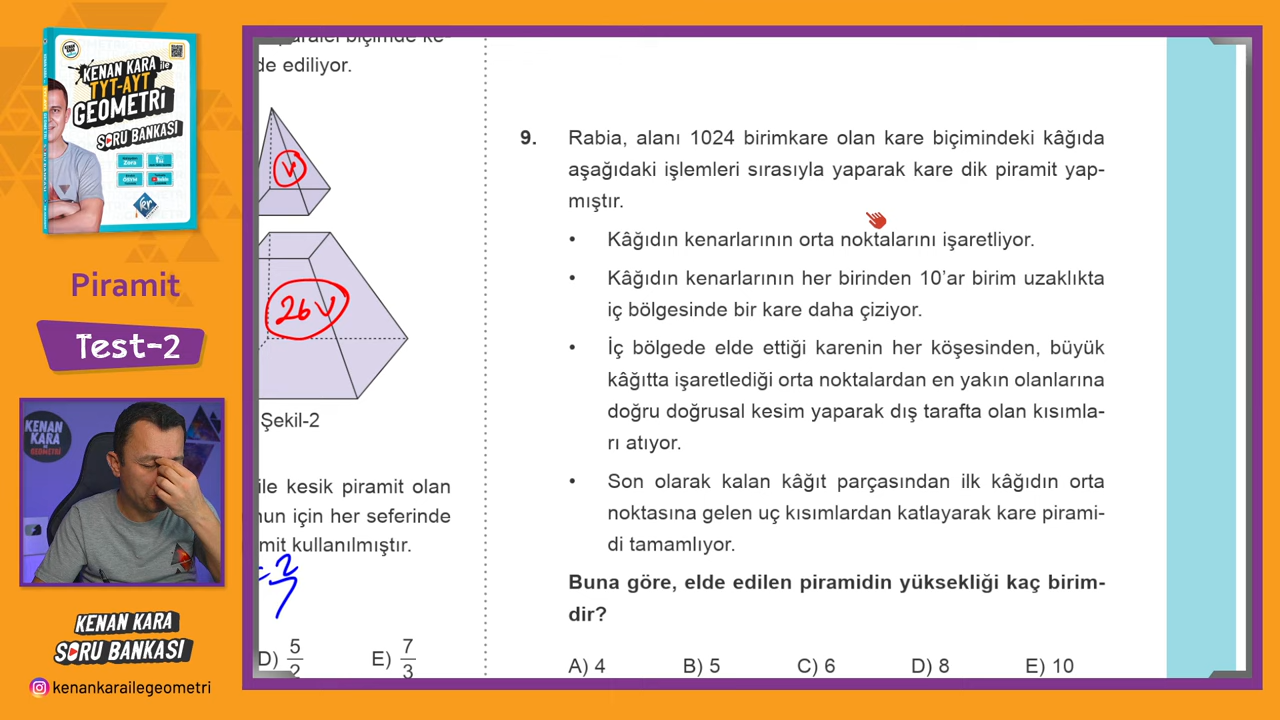 KENAN KARA ile
TYT-AYT
GEOMETRİ
SORU BANKASI
Piramit
Test-2
KENAN KARA
SORU BANKASI
kenankarailegeometri
de ediliyor.
V
26V
Şekil-2
ile kesik piramit olan
nun için her seferinde
mit kullanılmıştır.
= 2
7
D) 5/2 E) 7/3
9. Rabia, alanı 1024 birimkare olan kare biçimindeki kâğıda
aşağıdaki işlemleri sırasıyla yaparak kare dik piramit yap-
mıştır.
• Kâğıdın kenarlarının orta noktalarını işaretliyor.
• Kâğıdın kenarlarının her birinden 10’ar birim uzaklıkta
iç bölgesinde bir kare daha çiziyor.
• İç bölgede elde ettiği karenin her köşesinden, büyük
kâğıtta işaretlediği orta noktalardan en yakın olanlarına
doğru doğrusal kesim yaparak dış tarafta olan kısımla-
rı atıyor.
• Son olarak kalan kâğıt parçasından ilk kâğıdın orta
noktasına gelen uç kısımlardan katlayarak kare pirami-
di tamamlıyor.
Buna göre, elde edilen piramidin yüksekliği kaç birim-
dir?
A) 4 B) 5 C) 6 D) 8 E) 10